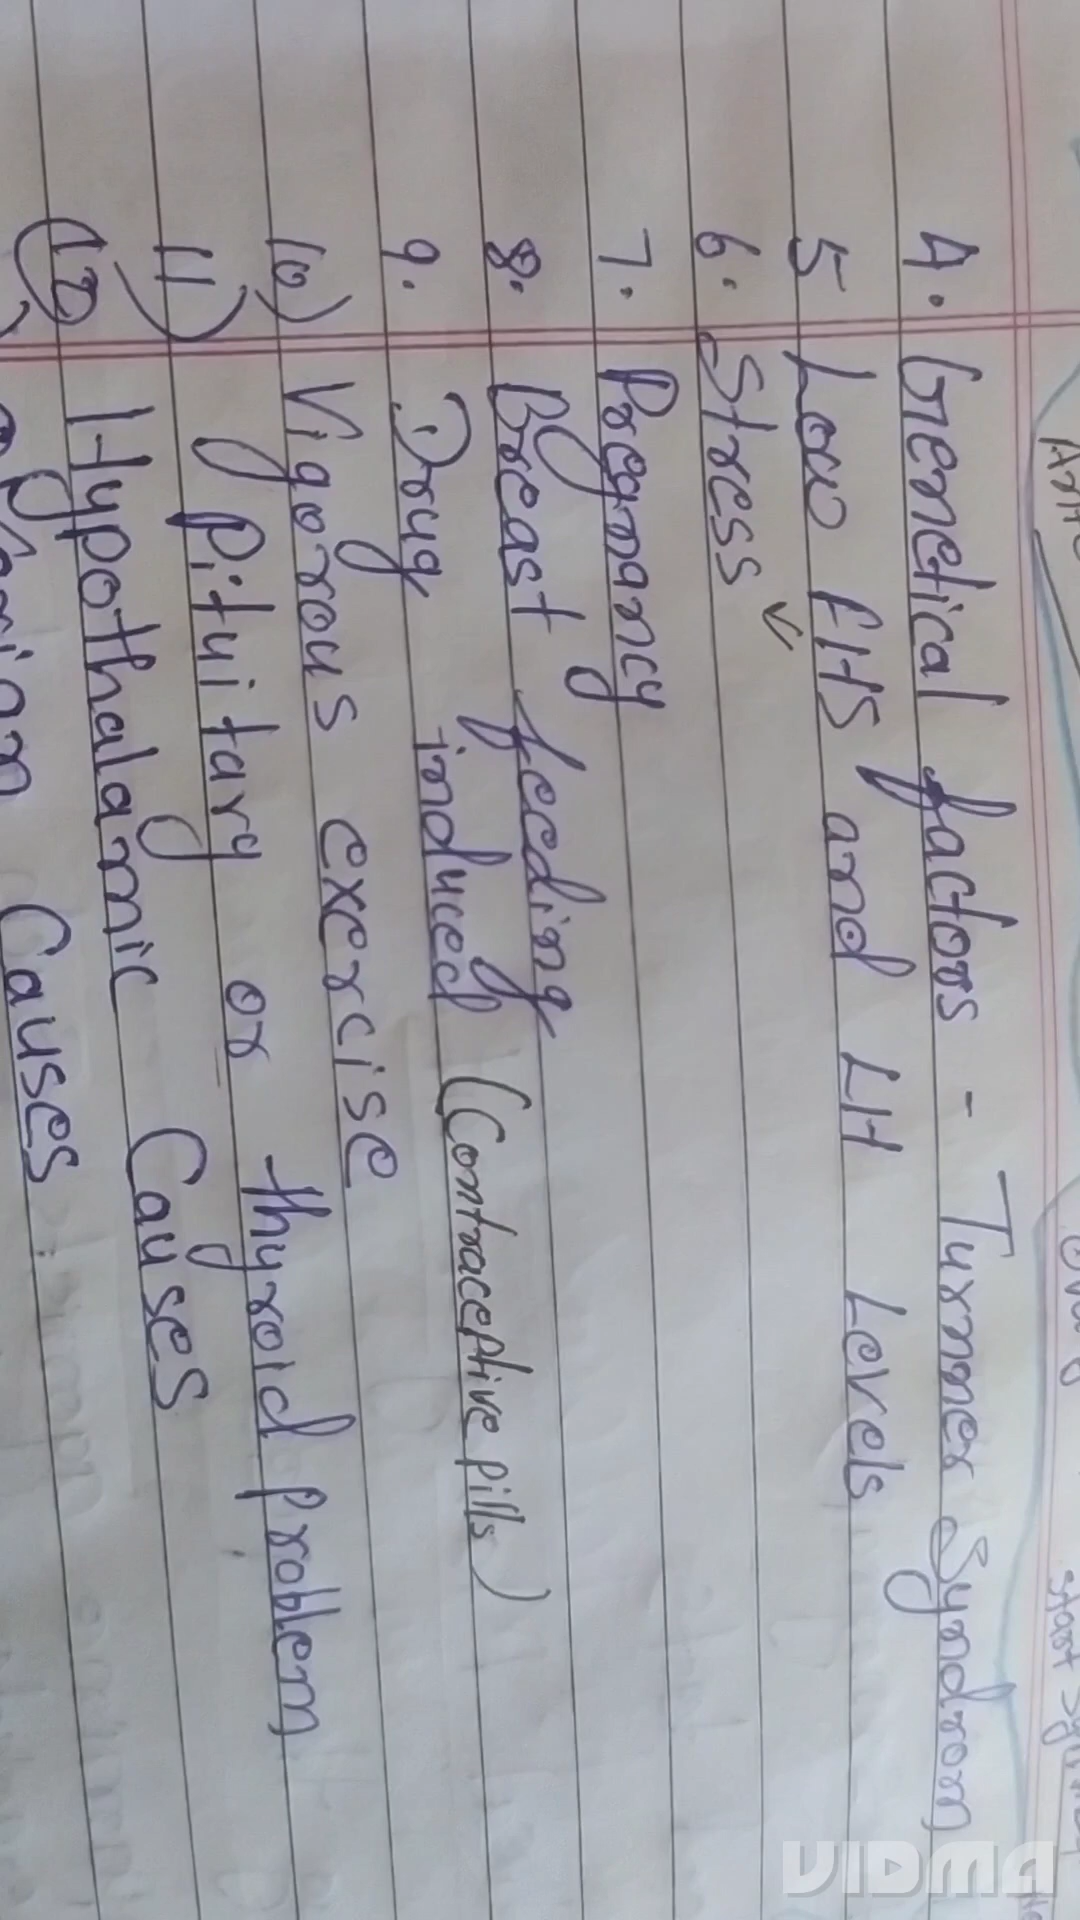 4. Genetical factors - Turner Syndrom
5 Low FHS and LH Levels
6. Stress
7. Pregnancy
8. Breast feeding
9. Drug induced (Contraceptive pills)
10) Vigorous exercise
11) Pituitary or thyroid problem
12) Hypothalamic Causes
Causes
VIDMA